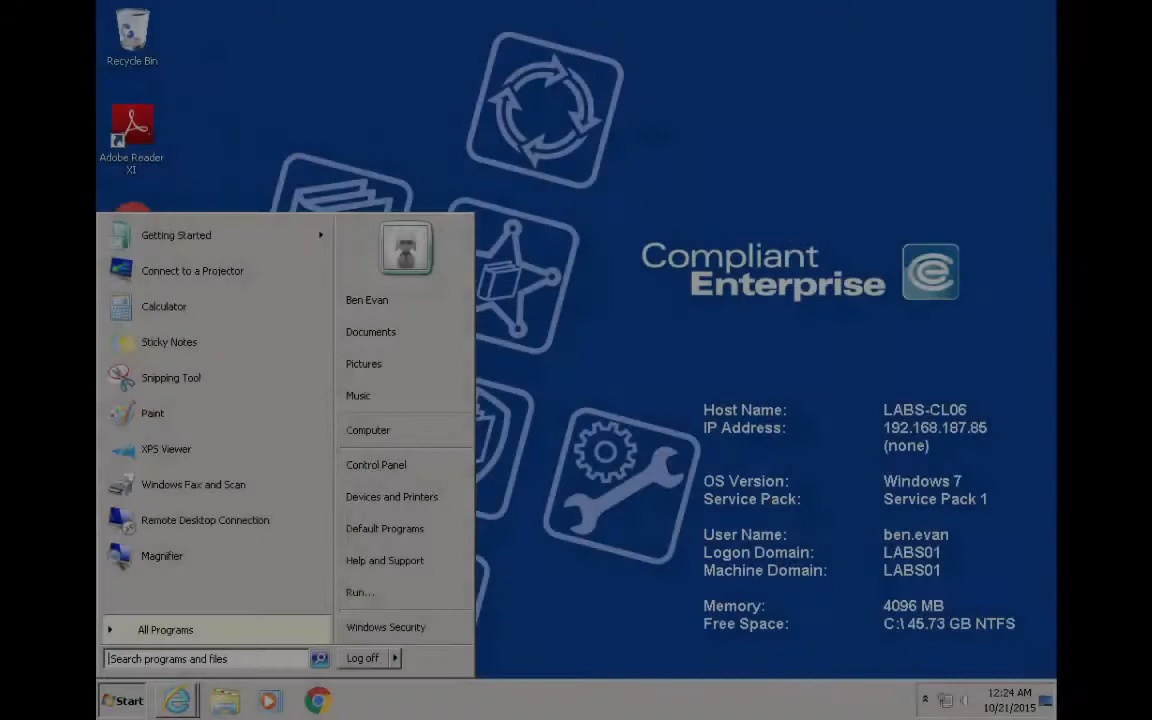 Recycle Bin
Adobe Reader
XI
Compliant
Enterprise
Getting Started
Connect to a Projector
Calculator
Sticky Notes
Snipping Tool
Paint
XPS Viewer
Windows Fax and Scan
Remote Desktop Connection
Magnifier
All Programs
Search programs and files
Ben Evan
Documents
Pictures
Music
Computer
Control Panel
Devices and Printers
Default Programs
Help and Support
Run...
Windows Security
Log off
Host Name: LABS-CL06
IP Address: 192.168.187.85
(none)
OS Version: Windows 7
Service Pack: Service Pack 1
User Name: ben.evan
Logon Domain: LABS01
Machine Domain: LABS01
Memory: 4096 MB
Free Space: C:\ 45.73 GB NTFS
Start
12:24 AM
10/21/2015